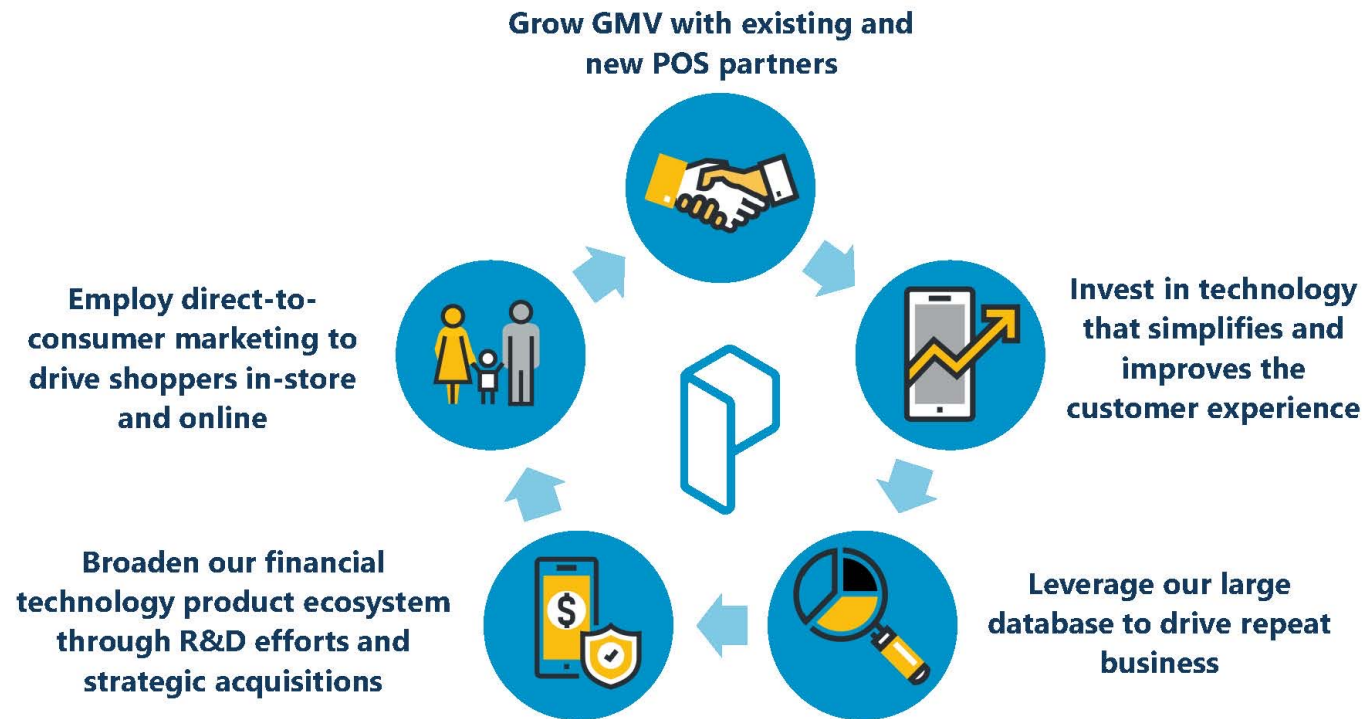 Grow GMV with existing and
new POS partners
Invest in technology
that simplifies and
improves the
customer experience
Leverage our large
database to drive repeat
business
Broaden our financial
technology product ecosystem
through R&D efforts and
strategic acquisitions
Employ direct-to-
consumer marketing to
drive shoppers in-store
and online
$